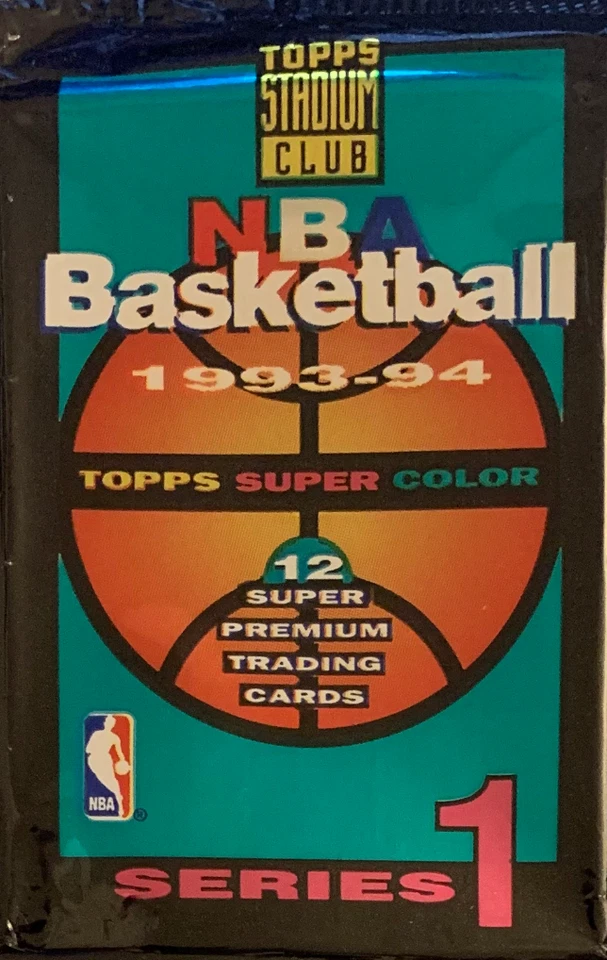 TOPPS
STADIUM
CLUB
NBA
Basketball
1993-94
TOPPS SUPER COLOR
12
SUPER
PREMIUM
TRADING
CARDS
NBA
®
SERIES 1